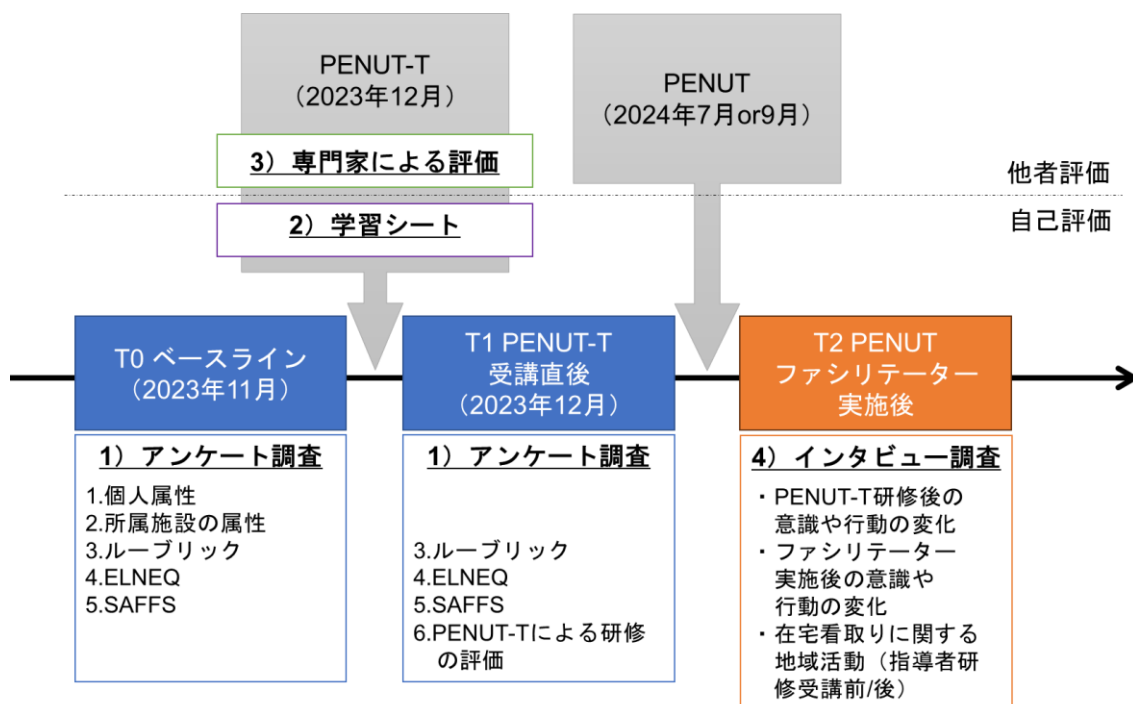 PENUT-T
（2023年12月）
3）専門家による評価
2）学習シート
PENUT
（2024年7月or9月）
他者評価
自己評価
T0 ベースライン
（2023年11月）
1）アンケート調査
1.個人属性
2.所属施設の属性
3.ルーブリック
4.ELNEQ
5.SAFFS
T1 PENUT-T
受講直後
（2023年12月）
1）アンケート調査
3.ルーブリック
4.ELNEQ
5.SAFFS
6.PENUT-Tによる研修
の評価
T2 PENUT
ファシリテーター
実施後
4）インタビュー調査
・PENUT-T研修後の
意識や行動の変化
・ファシリテーター
実施後の意識や
行動の変化
・在宅看取りに関する
地域活動（指導者研
修受講前/後）